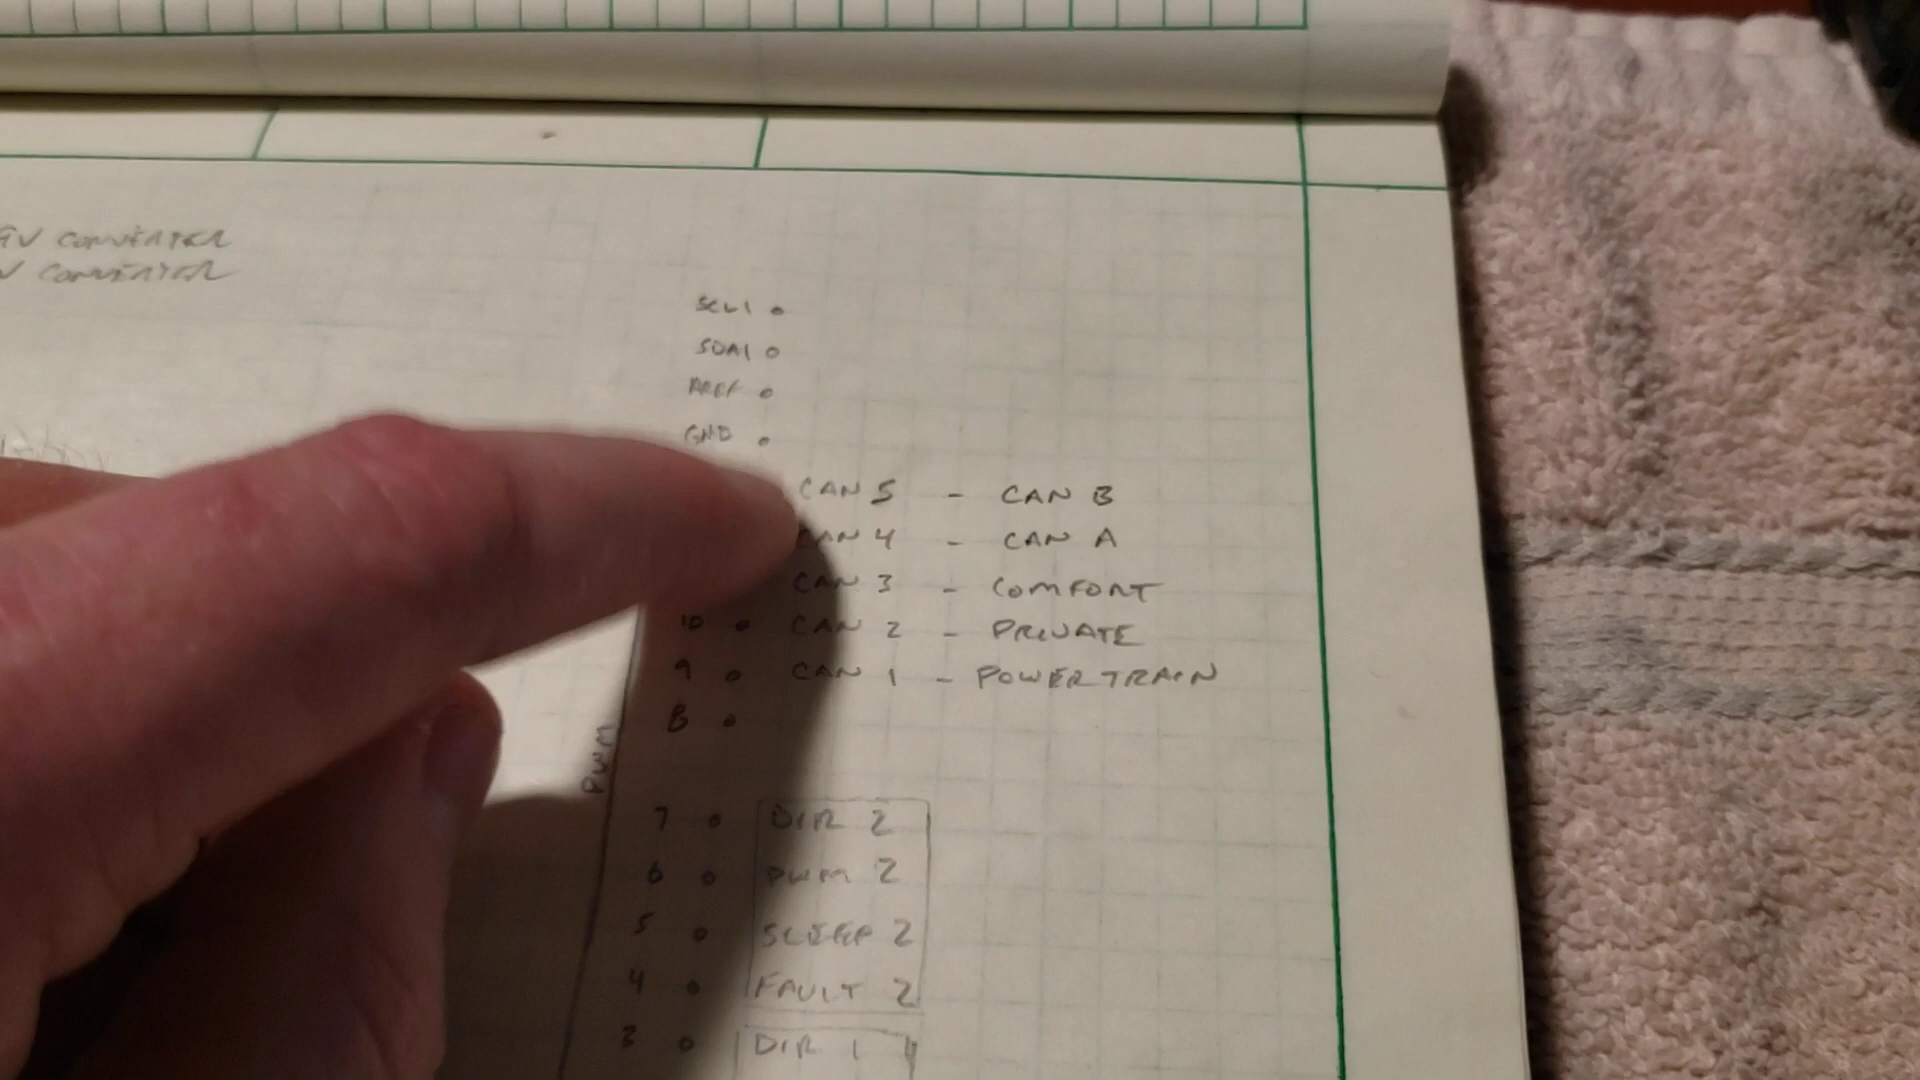 9V CONVERTER
V CONVERTER
SCL1
SDA1
AREF
GND
CAN 5 - CAN B
CAN 4 - CAN A
CAN 3 - COMFORT
10 CAN 2 - PRIVATE
9 CAN 1 - POWERTRAIN
8
PWM
7 DIR 2
6 PWM 2
5 SLEEP 2
4 FAULT 2
3 DIR 1